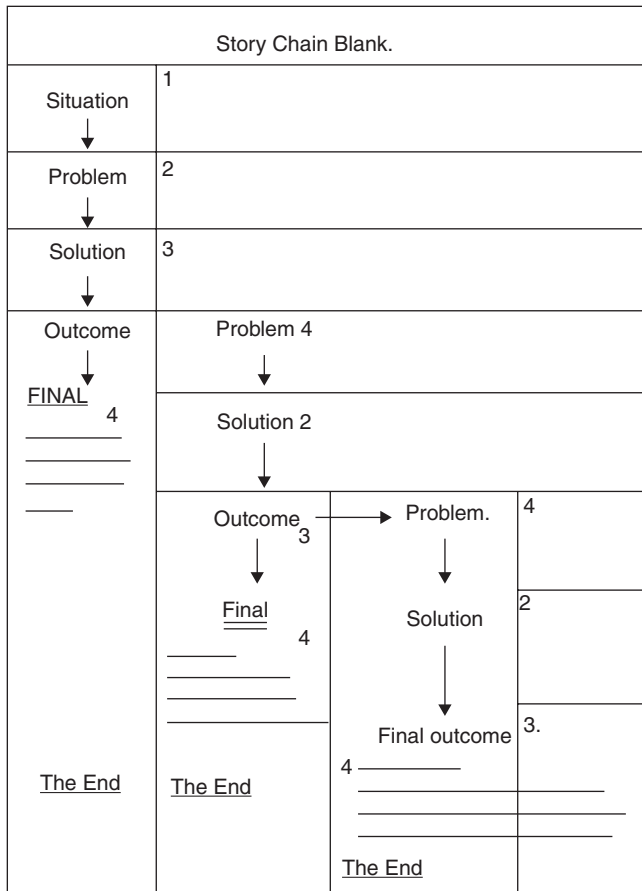 Story Chain Blank.
Situation
1
Problem
2
Solution
3
Outcome
FINAL
4
The End
Problem 4
Solution 2
Outcome
3
Final
4
The End
Problem.
4
Solution
2
Final outcome
3.
4
The End